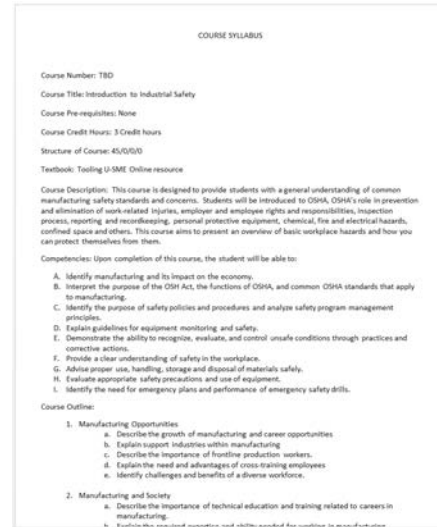 COURSE SYLLABUS
Course Number: TBD
Course Title: Introduction to Industrial Safety
Course Pre-requisites: None
Course Credit Hours: 3 Credit hours
Structure of Course: 45/0/0/0
Textbook: Tooling U-SME Online resource
Course Description: This course is designed to provide students with a general understanding of common
manufacturing safety standards and concerns. Students will be introduced to OSHA, OSHA's role in prevention
and elimination of work-related injuries, employer and employee rights and responsibilities, inspection
process, reporting and recordkeeping, personal protective equipment, chemical, fire and electrical hazards,
confined space and others. This course aims to present an overview of basic workplace hazards and how you
can protect themselves from them.
Competencies: Upon completion of this course, the student will be able to:
A. Identify manufacturing and its impact on the economy.
B. Interpret the purpose of the OSH Act, the functions of OSHA, and common OSHA standards that apply
to manufacturing.
C. Identify the purpose of safety policies and procedures and analyze safety program management
principles.
D. Explain guidelines for equipment monitoring and safety.
E. Demonstrate the ability to recognize, evaluate, and control unsafe conditions through practices and
corrective actions.
F. Provide a clear understanding of safety in the workplace.
G. Advise proper use, handling, storage and disposal of materials safely.
H. Evaluate appropriate safety precautions and use of equipment.
I. Identify the need for emergency plans and performance of emergency safety drills.
Course Outline:
1. Manufacturing Opportunities
a. Describe the growth of manufacturing and career opportunities
b. Explain support industries within manufacturing
c. Describe the importance of frontline production workers.
d. Explain the need and advantages of cross-training employees
e. Identify challenges and benefits of a diverse workforce.
2. Manufacturing and Society
a. Describe the importance of technical education and training related to careers in
manufacturing.
b. Explain the required expertise and ability needed for working in manufacturing